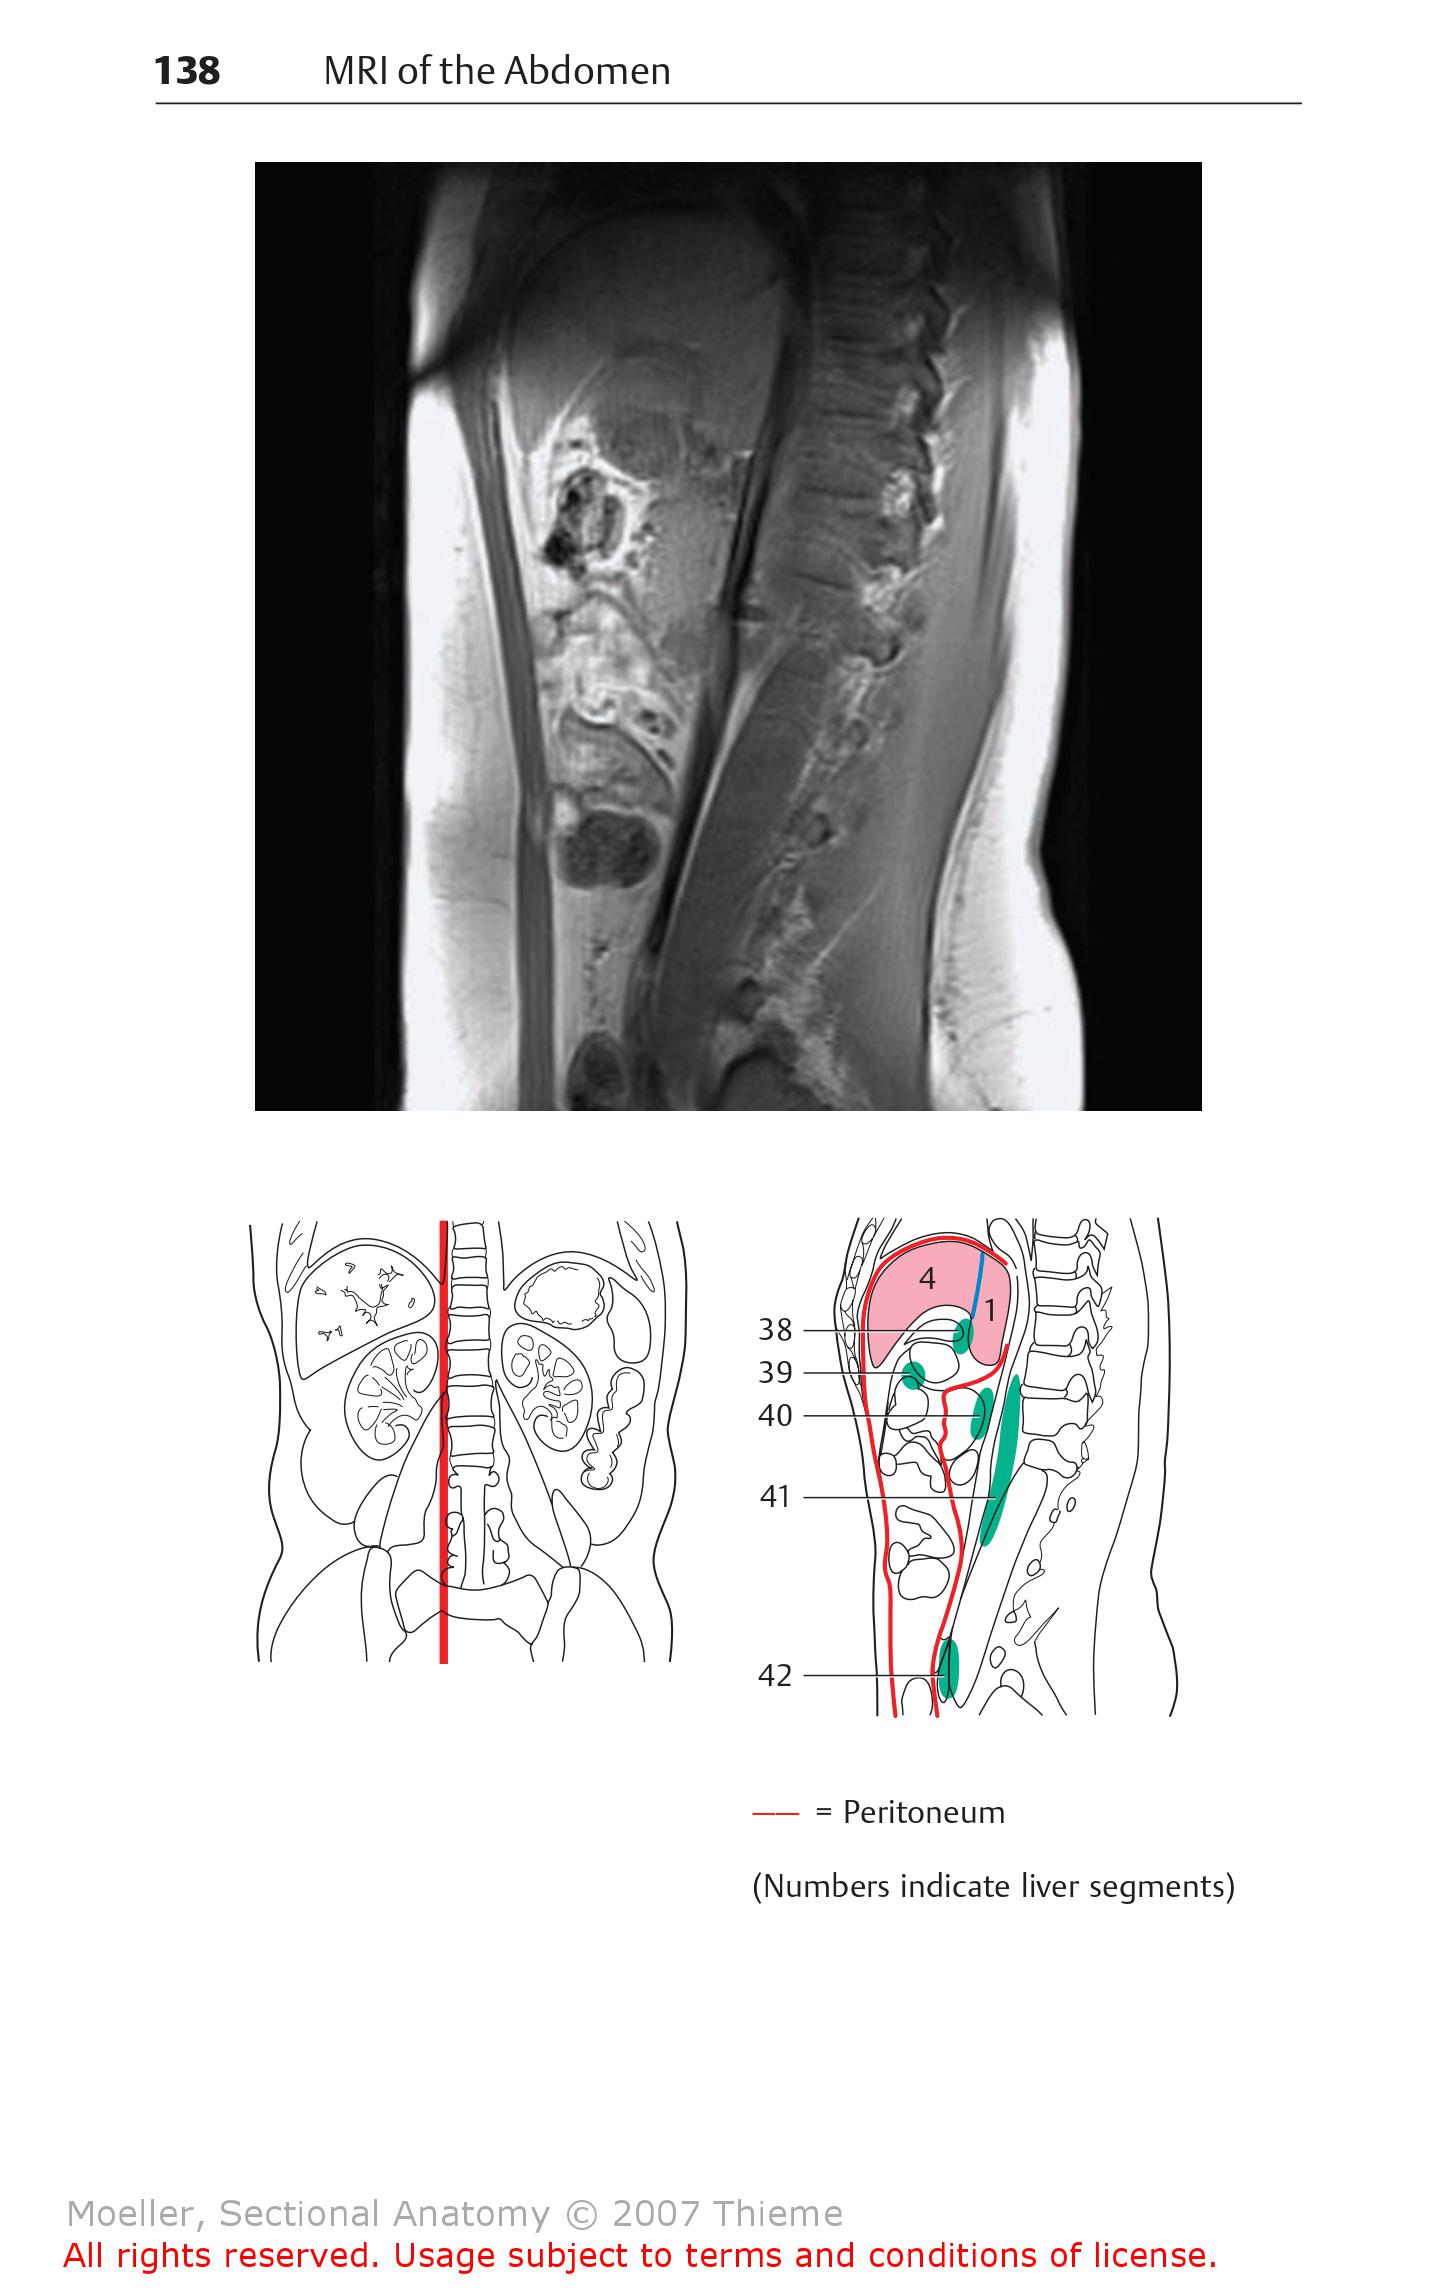 138 MRI of the Abdomen
4
1
38
39
40
41
42
—— = Peritoneum
(Numbers indicate liver segments)
Moeller, Sectional Anatomy © 2007 Thieme
All rights reserved. Usage subject to terms and conditions of license.